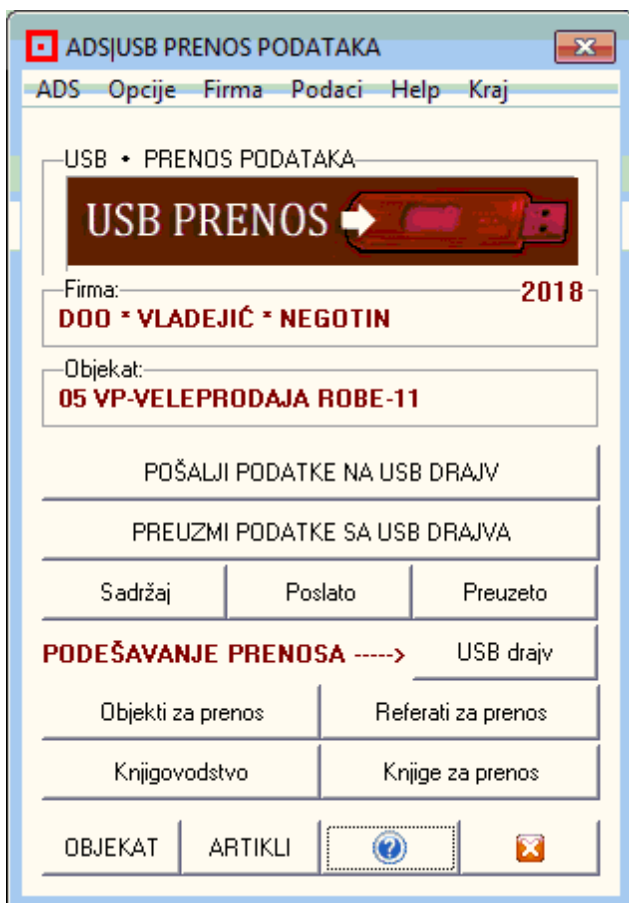 ADS|USB PRENOS PODATAKA
ADS Opcije Firma Podaci Help Kraj
USB • PRENOS PODATAKA
USB PRENOS
Firma: 2018
DOO * VLADEJIĆ * NEGOTIN
Objekat:
05 VP-VELEPRODAJA ROBE-11
POŠALJI PODATKE NA USB DRAJV
PREUZMI PODATKE SA USB DRAJVA
Sadržaj Poslato Preuzeto
PODEŠAVANJE PRENOSA -----> USB drajv
Objekti za prenos Referati za prenos
Knjigovodstvo Knjige za prenos
OBJEKAT ARTIKLI